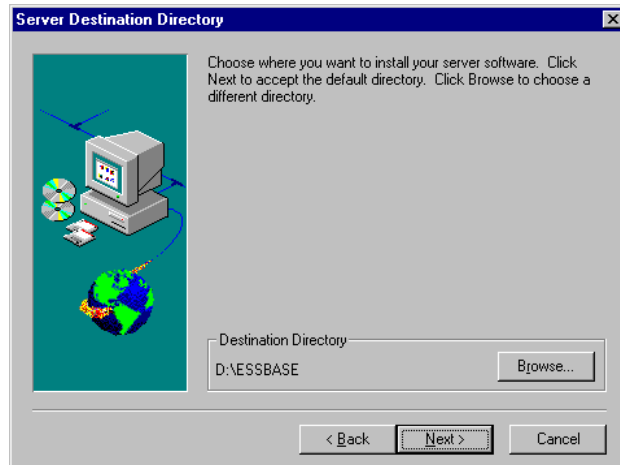 Server Destination Directory
Choose where you want to install your server software. Click
Next to accept the default directory. Click Browse to choose a
different directory.
Destination Directory
D:\ESSBASE
Browse...
< Back
Next >
Cancel